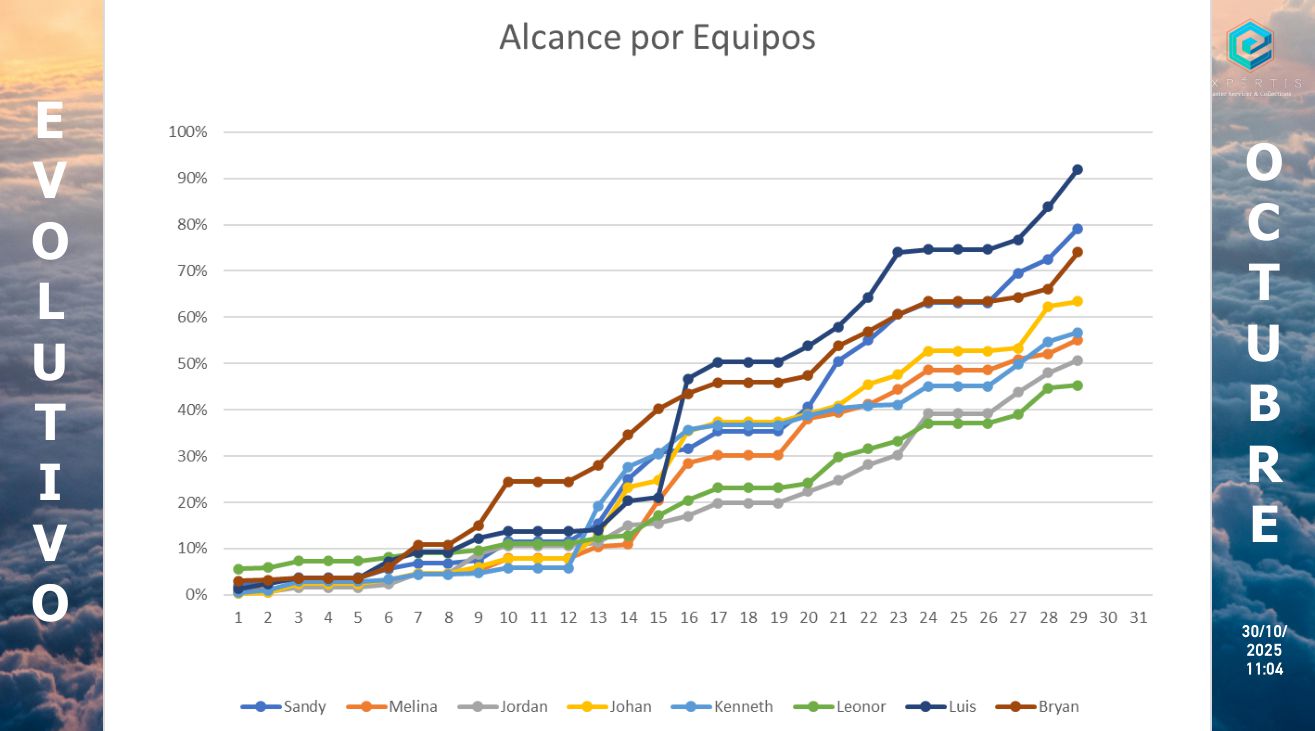 Alcance por Equipos
EVOLUTIVO
100%
90%
80%
70%
60%
50%
40%
30%
20%
10%
0%
1 2 3 4 5 6 7 8 9 10 11 12 13 14 15 16 17 18 19 20 21 22 23 24 25 26 27 28 29 30 31
Sandy Melina Jordan Johan Kenneth Leonor Luis Bryan
XPERTIS
OCTUBRE
30/10/
2025
11:04